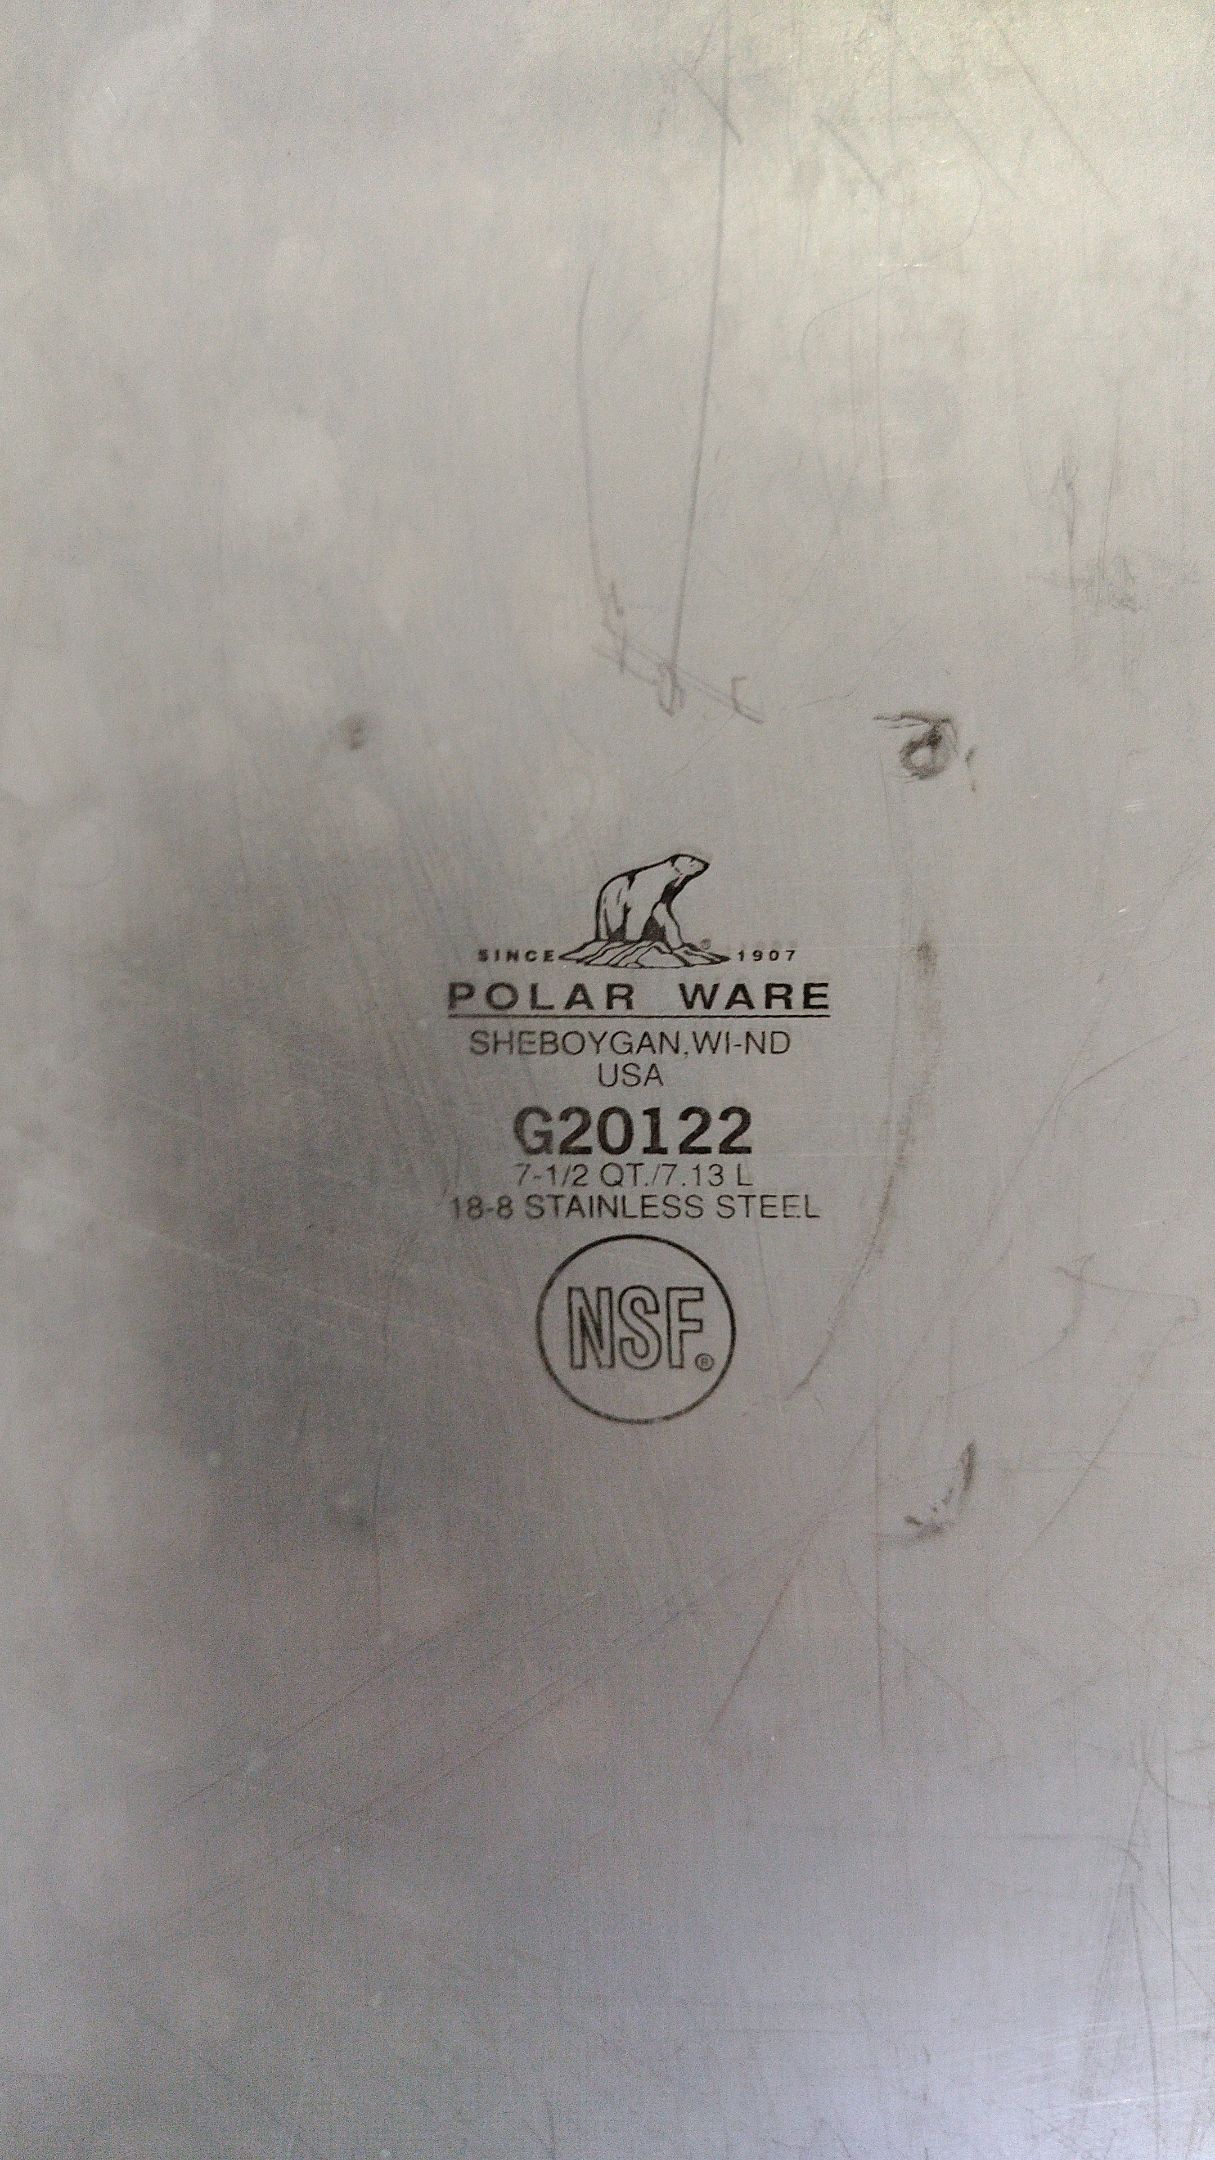 SINCE 1907
POLAR WARE
SHEBOYGAN, WI-ND
USA
G20122
7-1/2 QT./7.13 L
18-8 STAINLESS STEEL
NSF®